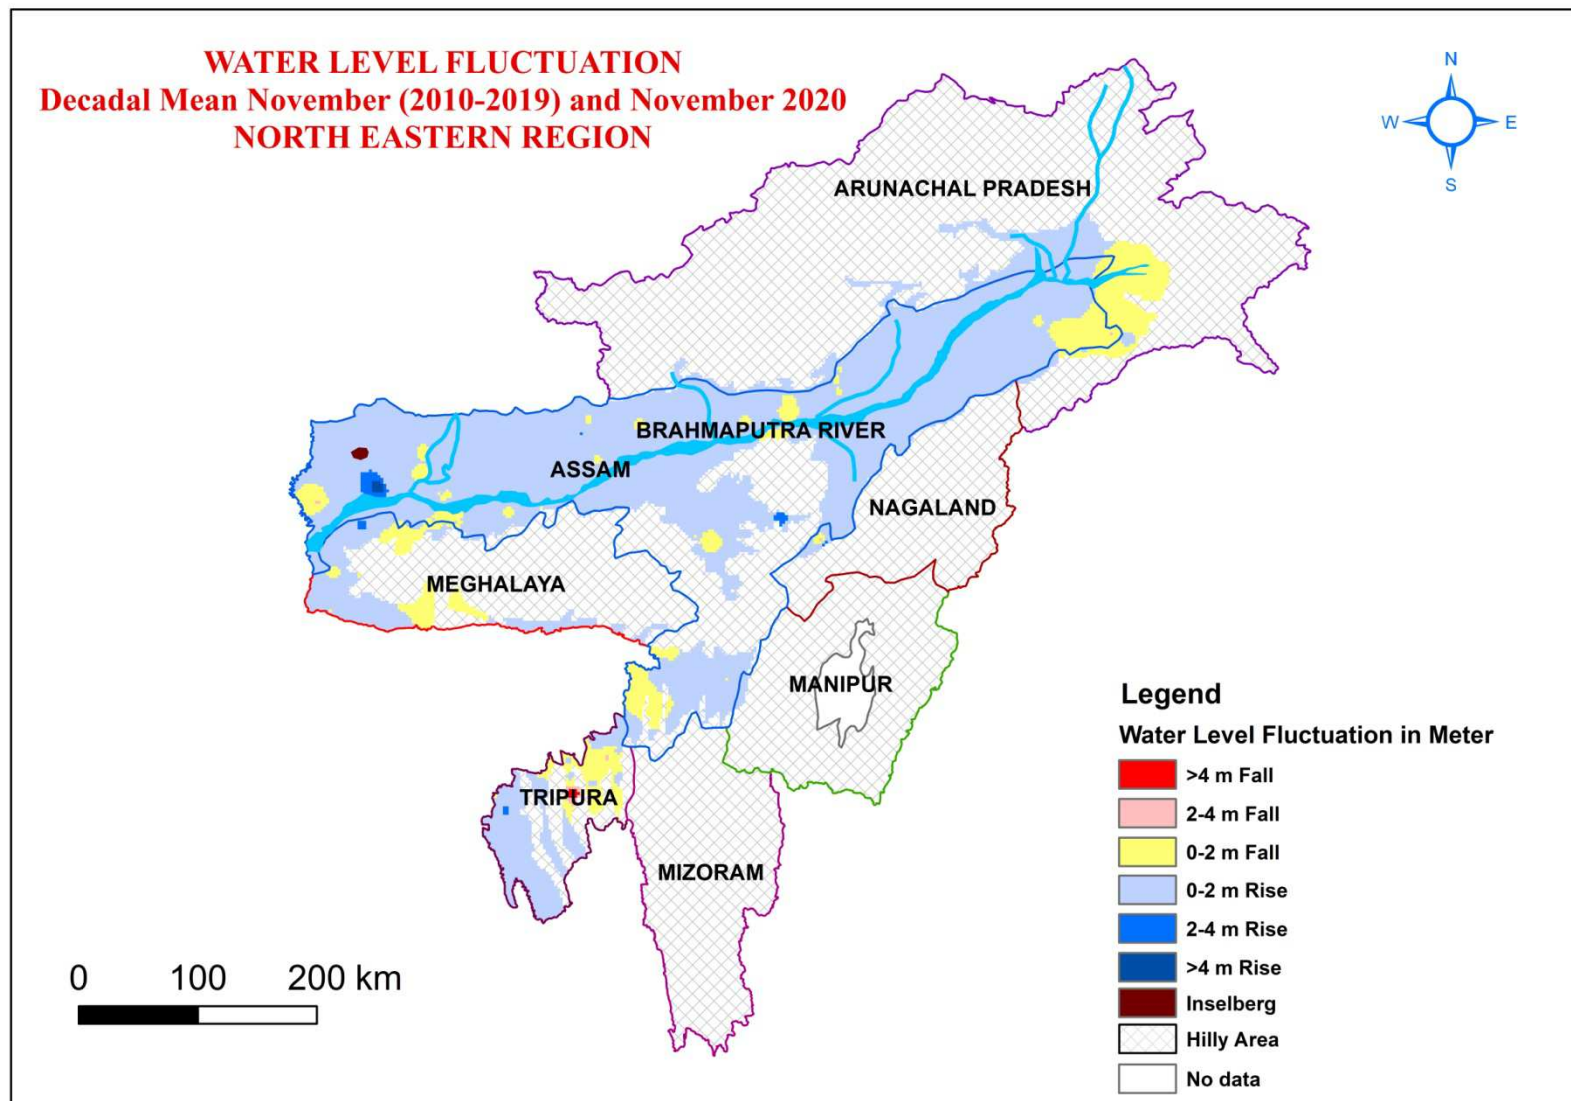 WATER LEVEL FLUCTUATION
Decadal Mean November (2010-2019) and November 2020
NORTH EASTERN REGION
N
W E
S
ARUNACHAL PRADESH
BRAHMAPUTRA RIVER
ASSAM
NAGALAND
MEGHALAYA
MANIPUR
TRIPURA
MIZORAM
0 100 200 km
Legend
Water Level Fluctuation in Meter
>4 m Fall
2-4 m Fall
0-2 m Fall
0-2 m Rise
2-4 m Rise
>4 m Rise
Inselberg
Hilly Area
No data